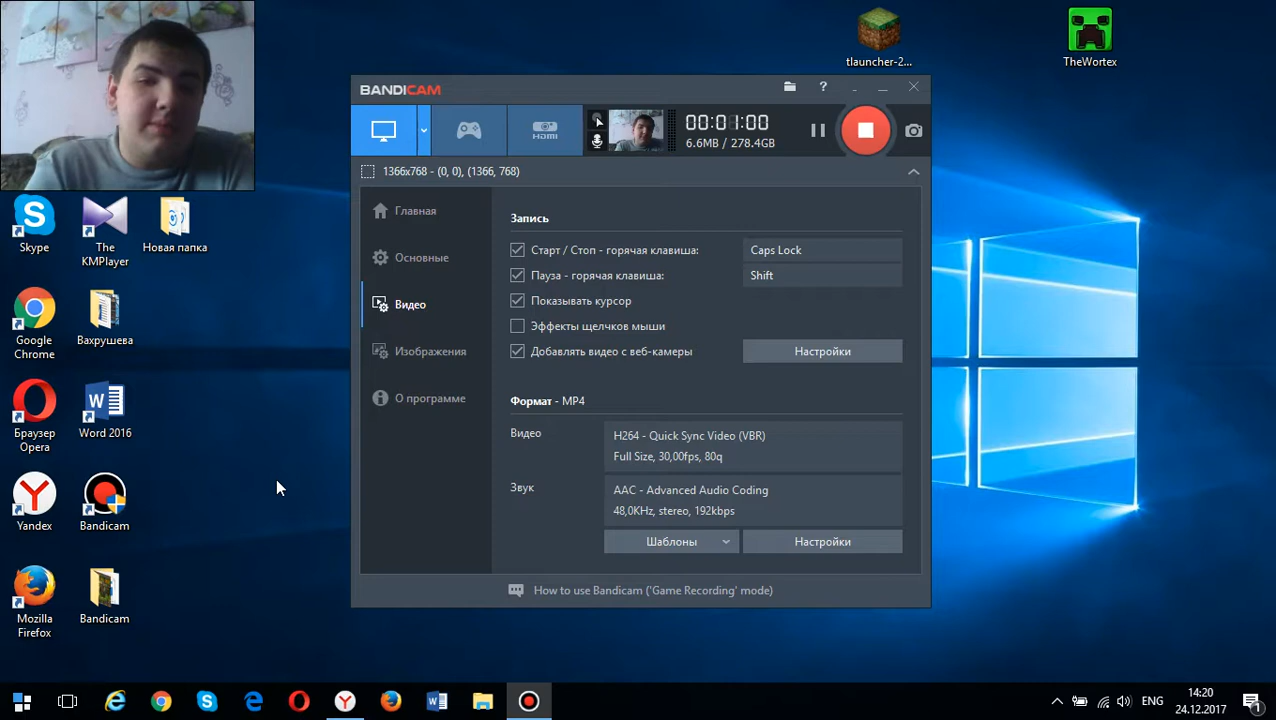 tlauncher-2...
TheWortex
BANDICAM
HDMI
00:01:00
6.6MB / 278.4GB
1366x768 - (0, 0), (1366, 768)
Skype
The KMPlayer
Новая папка
Google Chrome
Вахрушева
Браузер Opera
Word 2016
Yandex
Bandicam
Mozilla Firefox
Bandicam
Главная
Основные
Видео
Изображения
О программе
Запись
Старт / Стоп - горячая клавиша:
Caps Lock
Пауза - горячая клавиша:
Shift
Показывать курсор
Эффекты щелчков мыши
Добавлять видео с веб-камеры
Настройки
Формат - MP4
Видео
H264 - Quick Sync Video (VBR)
Full Size, 30,00fps, 80q
Звук
AAC - Advanced Audio Coding
48,0KHz, stereo, 192kbps
Шаблоны
Настройки
How to use Bandicam ('Game Recording' mode)
ENG
14:20
24.12.2017
1